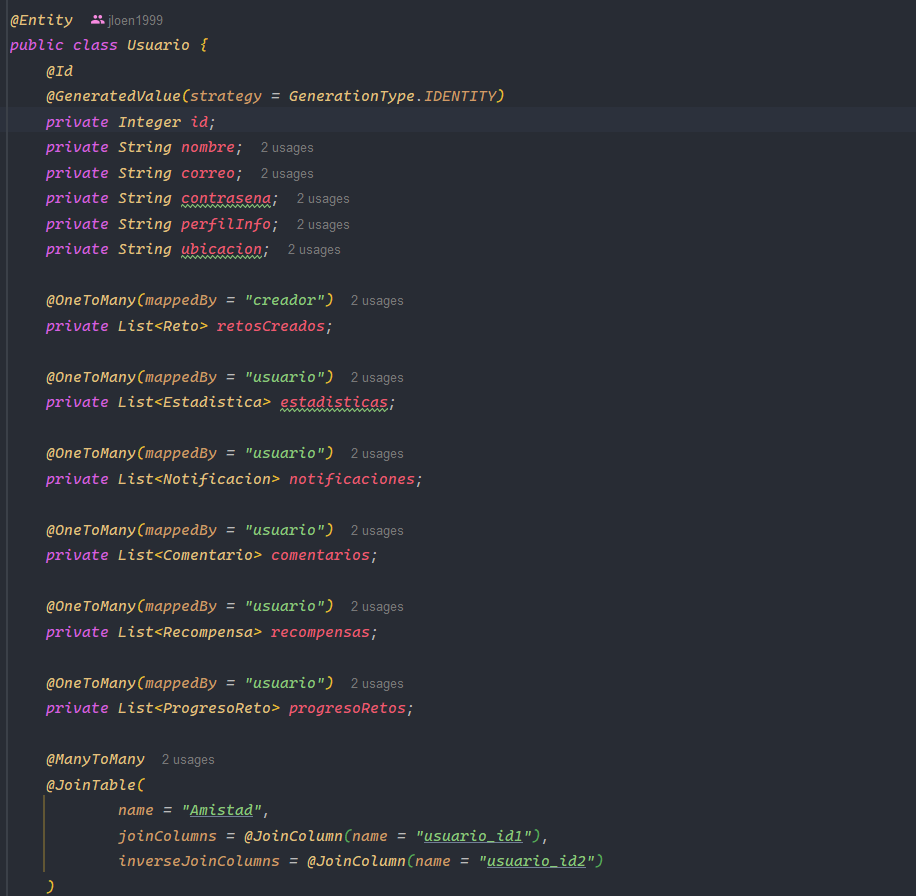 @Entity jloen1999
public class Usuario {
@Id
@GeneratedValue(strategy = GenerationType.IDENTITY)
private Integer id;
private String nombre; 2 usages
private String correo; 2 usages
private String contrasena; 2 usages
private String perfilInfo; 2 usages
private String ubicacion; 2 usages
@OneToMany(mappedBy = "creador") 2 usages
private List<Reto> retosCreados;
@OneToMany(mappedBy = "usuario") 2 usages
private List<Estadistica> estadisticas;
@OneToMany(mappedBy = "usuario") 2 usages
private List<Notificacion> notificaciones;
@OneToMany(mappedBy = "usuario") 2 usages
private List<Comentario> comentarios;
@OneToMany(mappedBy = "usuario") 2 usages
private List<Recompensa> recompensas;
@OneToMany(mappedBy = "usuario") 2 usages
private List<ProgresoReto> progresoRetos;
@ManyToMany 2 usages
@JoinTable(
name = "Amistad",
joinColumns = @JoinColumn(name = "usuario_id1"),
inverseJoinColumns = @JoinColumn(name = "usuario_id2")
)